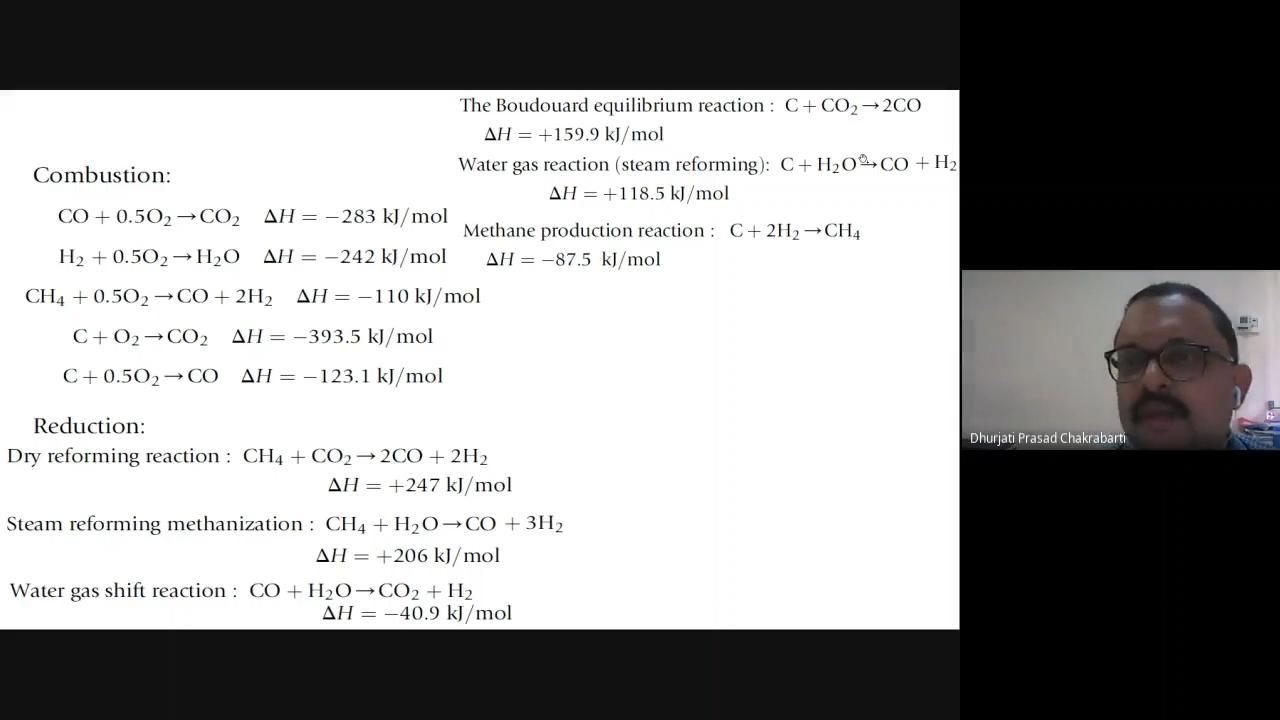 The Boudouard equilibrium reaction : C + CO₂ → 2CO
ΔH = +159.9 kJ/mol
Water gas reaction (steam reforming): C + H₂O → CO + H₂
ΔH = +118.5 kJ/mol
Methane production reaction : C + 2H₂ → CH₄
ΔH = −87.5 kJ/mol
Combustion:
CO + 0.5O₂ → CO₂ ΔH = −283 kJ/mol
H₂ + 0.5O₂ → H₂O ΔH = −242 kJ/mol
CH₄ + 0.5O₂ → CO + 2H₂ ΔH = −110 kJ/mol
C + O₂ → CO₂ ΔH = −393.5 kJ/mol
C + 0.5O₂ → CO ΔH = −123.1 kJ/mol
Reduction:
Dry reforming reaction : CH₄ + CO₂ → 2CO + 2H₂
ΔH = +247 kJ/mol
Steam reforming methanization : CH₄ + H₂O → CO + 3H₂
ΔH = +206 kJ/mol
Water gas shift reaction : CO + H₂O → CO₂ + H₂
ΔH = −40.9 kJ/mol
Dhurjati Prasad Chakrabarti